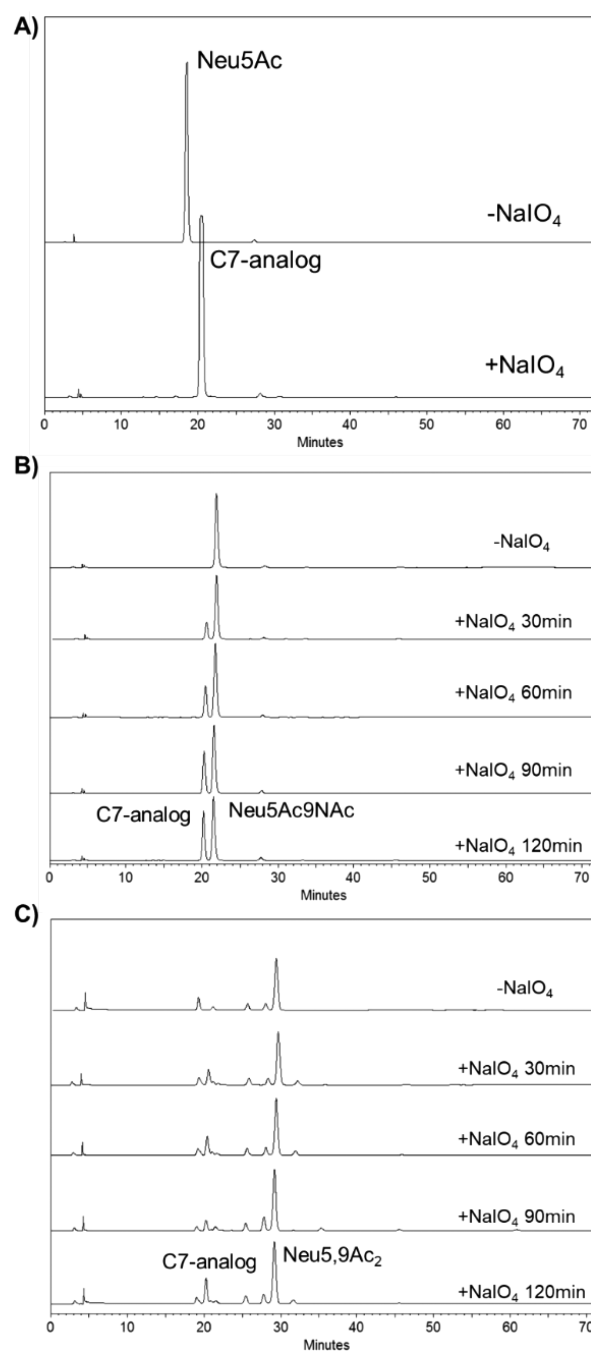 A)
Neu5Ac
-NaIO4
C7-analog
+NaIO4
0 10 20 30 40 50 60 70
Minutes
B)
-NaIO4
+NaIO4 30min
+NaIO4 60min
+NaIO4 90min
C7-analog Neu5Ac9NAc
+NaIO4 120min
0 10 20 30 40 50 60 70
Minutes
C)
-NaIO4
+NaIO4 30min
+NaIO4 60min
+NaIO4 90min
C7-analog Neu5,9Ac2
+NaIO4 120min
0 10 20 30 40 50 60 70
Minutes